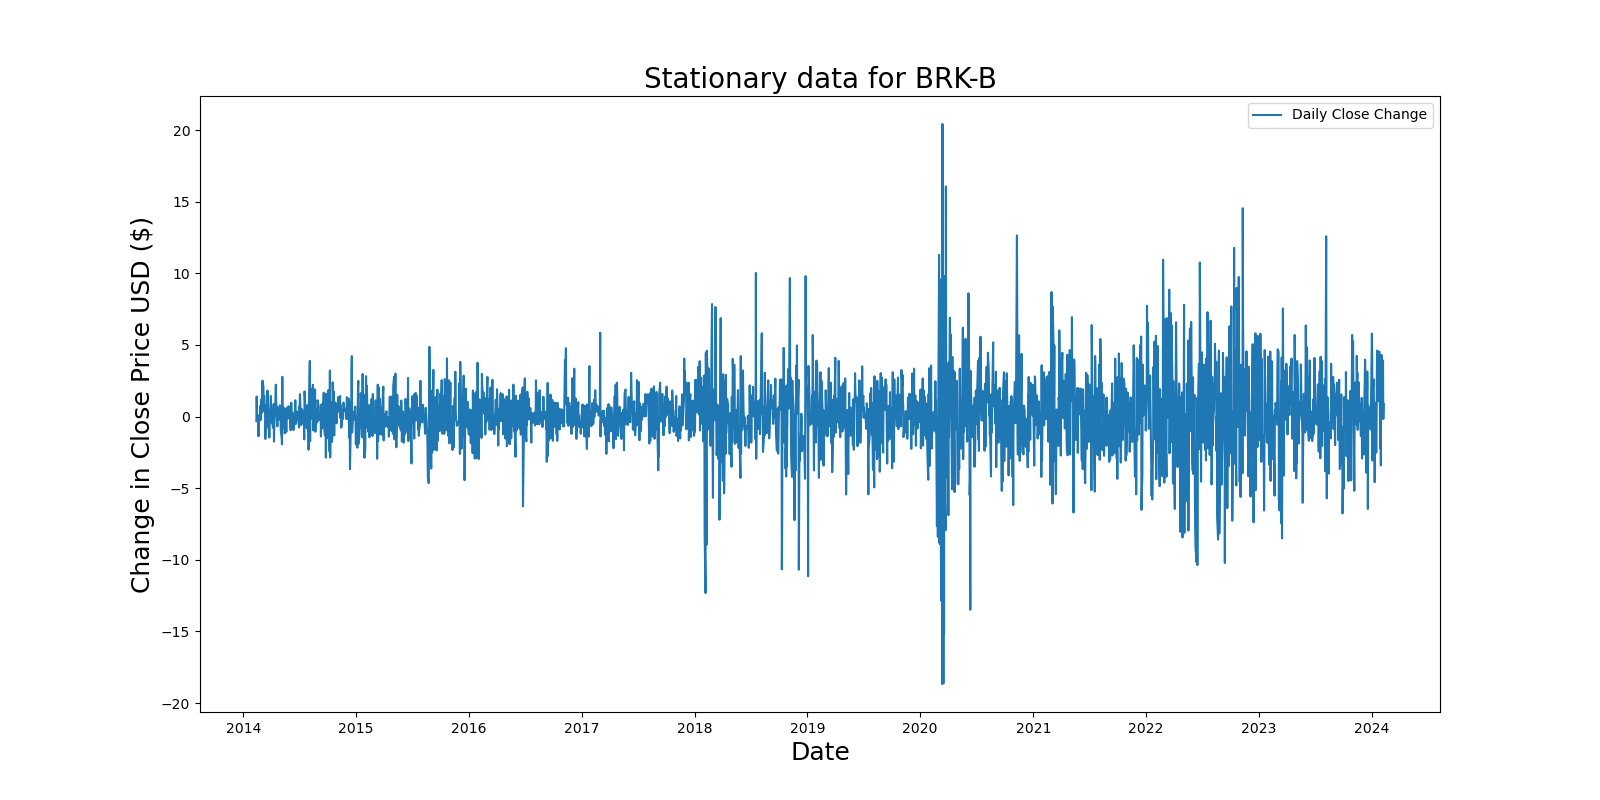 Stationary data for BRK-B
Daily Close Change
Change in Close Price USD ($)
20
15
10
5
0
−5
−10
−15
−20
2014 2015 2016 2017 2018 2019 2020 2021 2022 2023 2024
Date